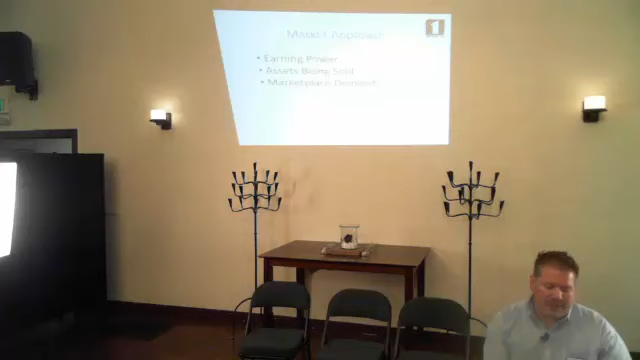 Market Approach
1
• Earning Power
• Assets Being Sold
• Marketplace Demand